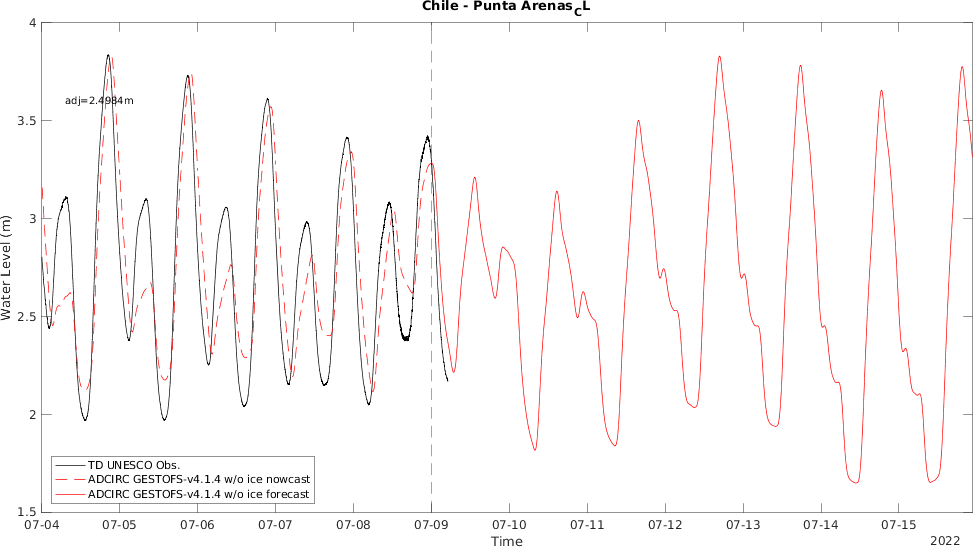 Chile - Punta Arenas_CL
4
adj=2.4984m
3.5
3
Water Level (m)
2.5
2
TD UNESCO Obs.
ADCIRC GESTOFS-v4.1.4 w/o ice nowcast
ADCIRC GESTOFS-v4.1.4 w/o ice forecast
1.5
07-04 07-05 07-06 07-07 07-08 07-09 07-10 07-11 07-12 07-13 07-14 07-15
Time
2022